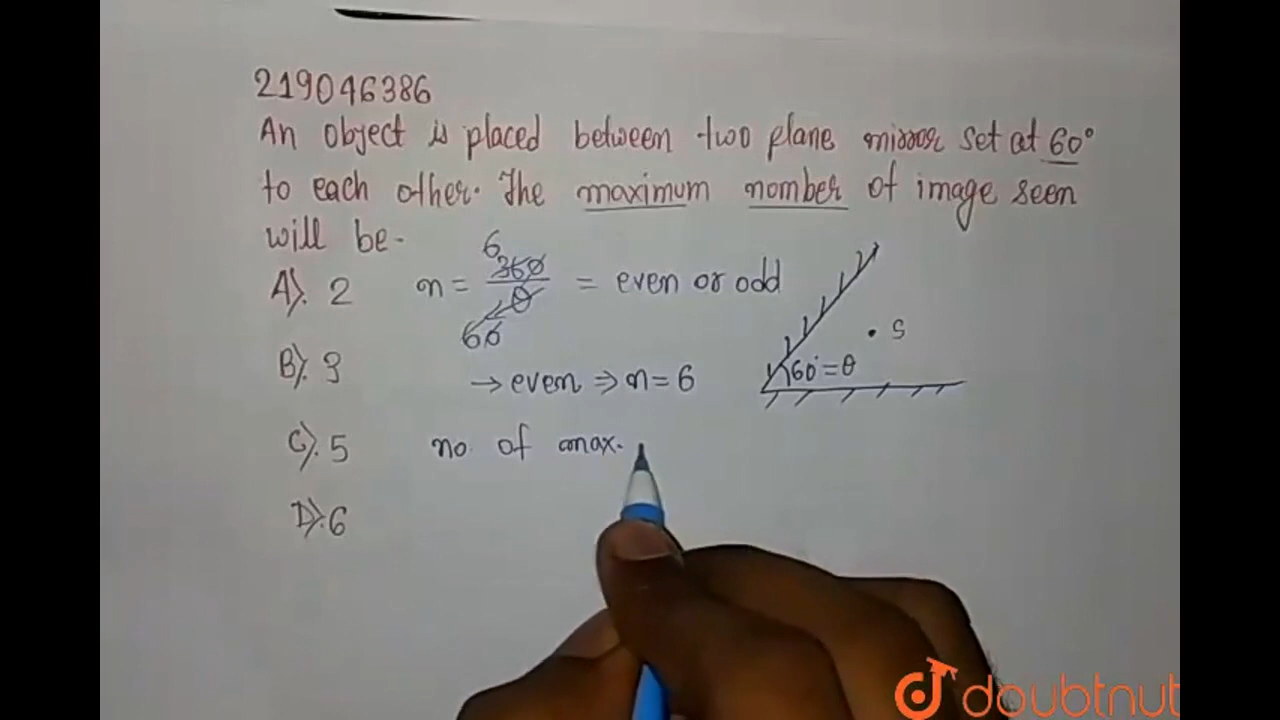 219046386
An object is placed between two plane mirror set at 60°
to each other. The maximum nomber of image seen
will be.
A). 2
n = 360/θ = even or odd
6
60
S
60° = θ
B). 3
→ even ⇒ n = 6
C). 5
no. of max.
D). 6
doubtnut